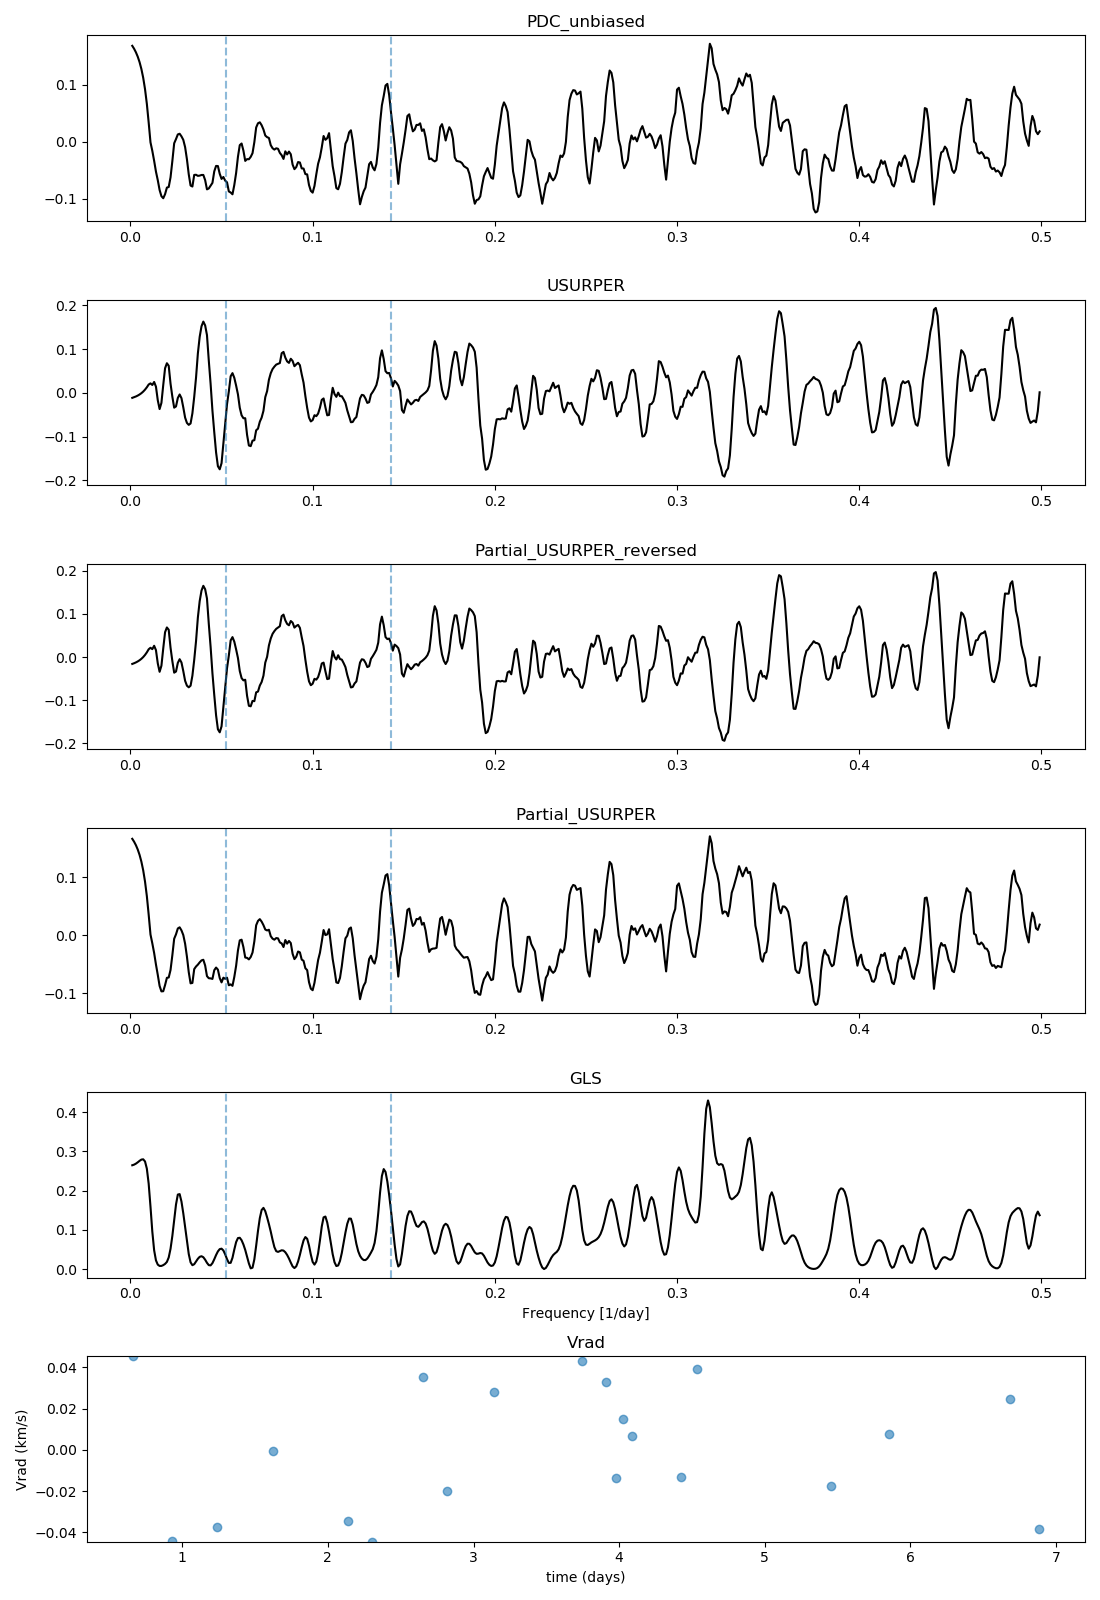 PDC_unbiased
0.1
0.0
−0.1
0.0 0.1 0.2 0.3 0.4 0.5
USURPER
0.2
0.1
0.0
−0.1
−0.2
0.0 0.1 0.2 0.3 0.4 0.5
Partial_USURPER_reversed
0.2
0.1
0.0
−0.1
−0.2
0.0 0.1 0.2 0.3 0.4 0.5
Partial_USURPER
0.1
0.0
−0.1
0.0 0.1 0.2 0.3 0.4 0.5
GLS
0.4
0.3
0.2
0.1
0.0
0.0 0.1 0.2 0.3 0.4 0.5
Frequency [1/day]
Vrad
Vrad (km/s)
0.04
0.02
0.00
−0.02
−0.04
1 2 3 4 5 6 7
time (days)